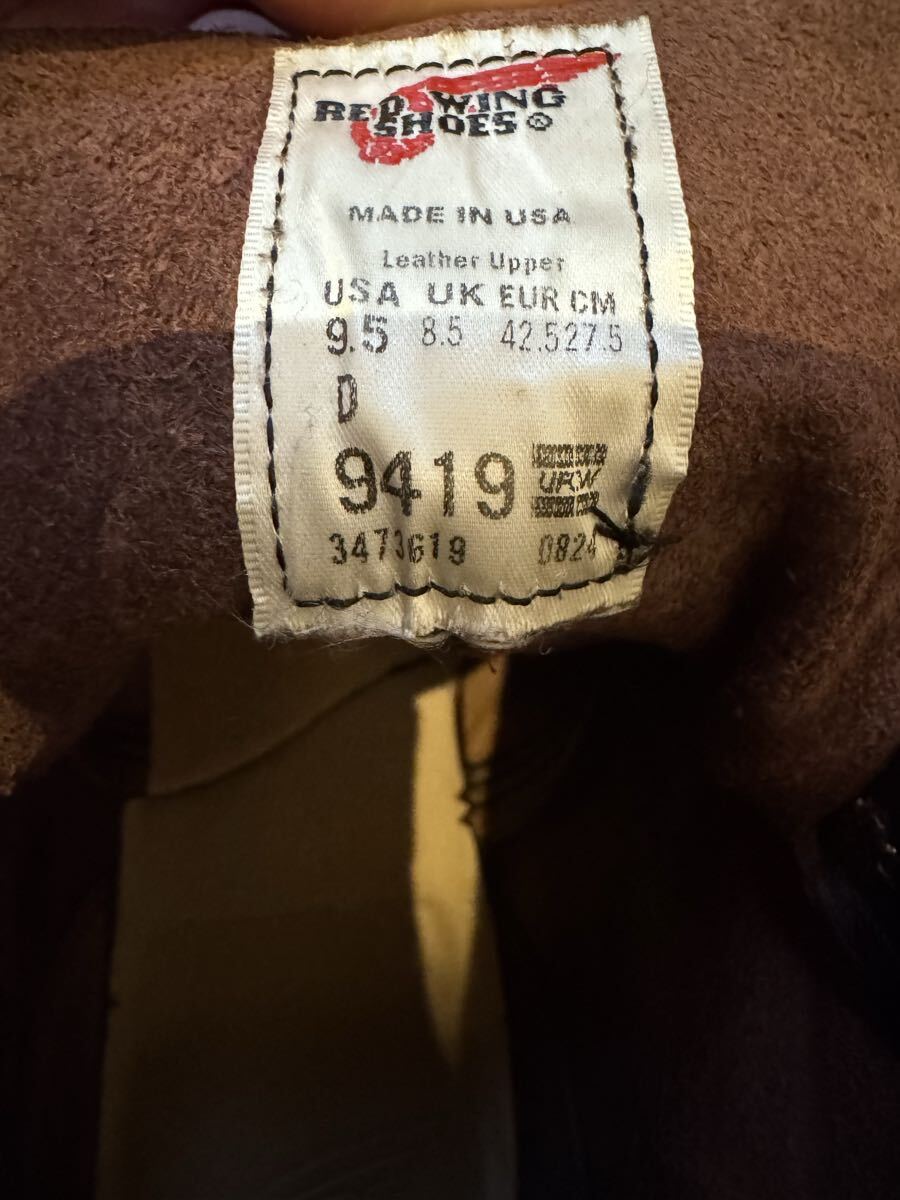 RED WING
SHOES ®
MADE IN USA
Leather Upper
USA UK EUR CM
9.5 8.5 42.5 27.5
D
9419 UFCW
3473619 0824